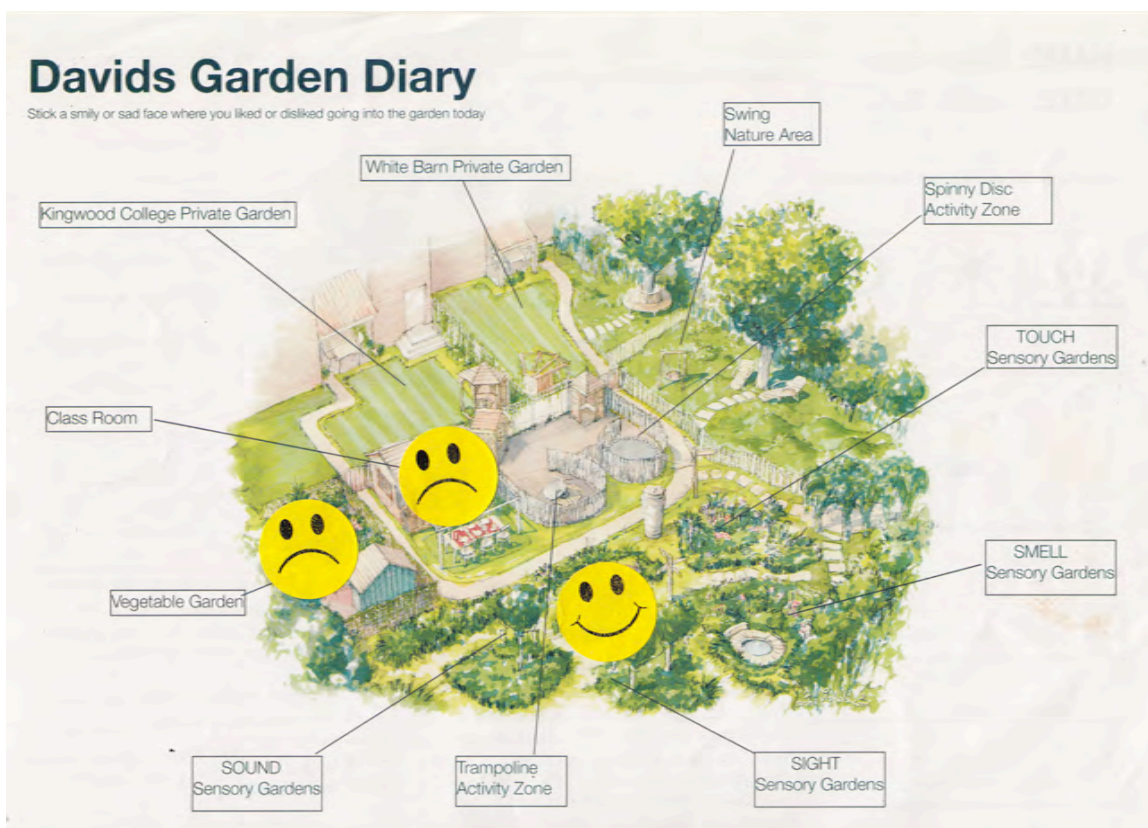 Davids Garden Diary
Stick a smily or sad face where you liked or disliked going into the garden today
Swing
Nature Area
White Barn Private Garden
Spinny Disc
Activity Zone
Kingwood College Private Garden
TOUCH
Sensory Gardens
Class Room
SMELL
Sensory Gardens
Vegetable Garden
SOUND
Sensory Gardens
Trampoline
Activity Zone
SIGHT
Sensory Gardens